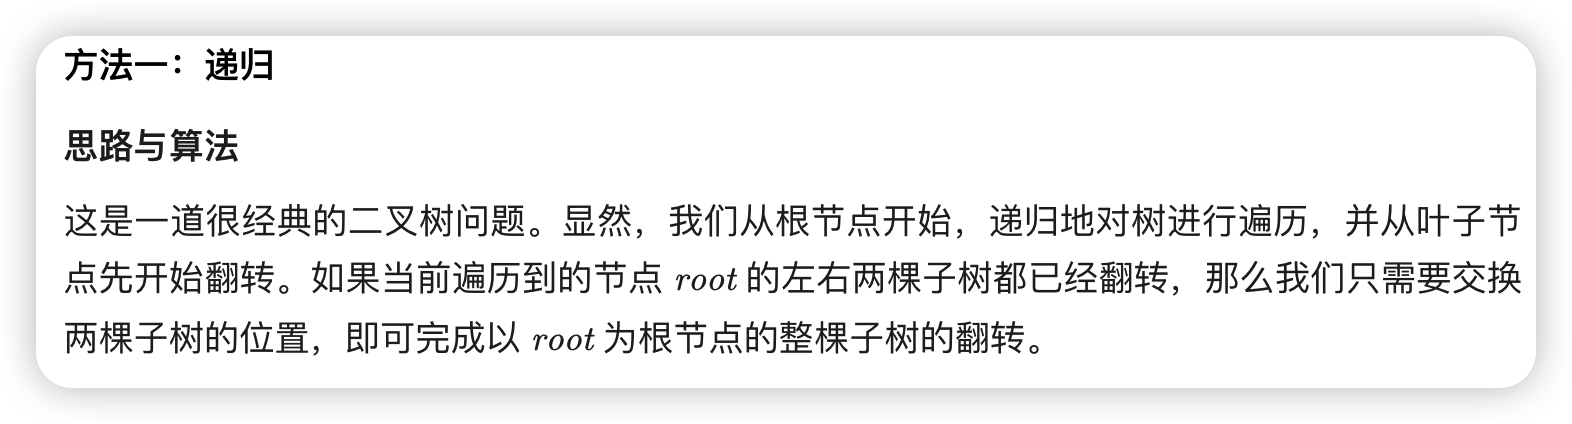 方法一：递归
思路与算法
这是一道很经典的二叉树问题。显然，我们从根节点开始，递归地对树进行遍历，并从叶子节
点先开始翻转。如果当前遍历到的节点 root 的左右两棵子树都已经翻转，那么我们只需要交换
两棵子树的位置，即可完成以 root 为根节点的整棵子树的翻转。